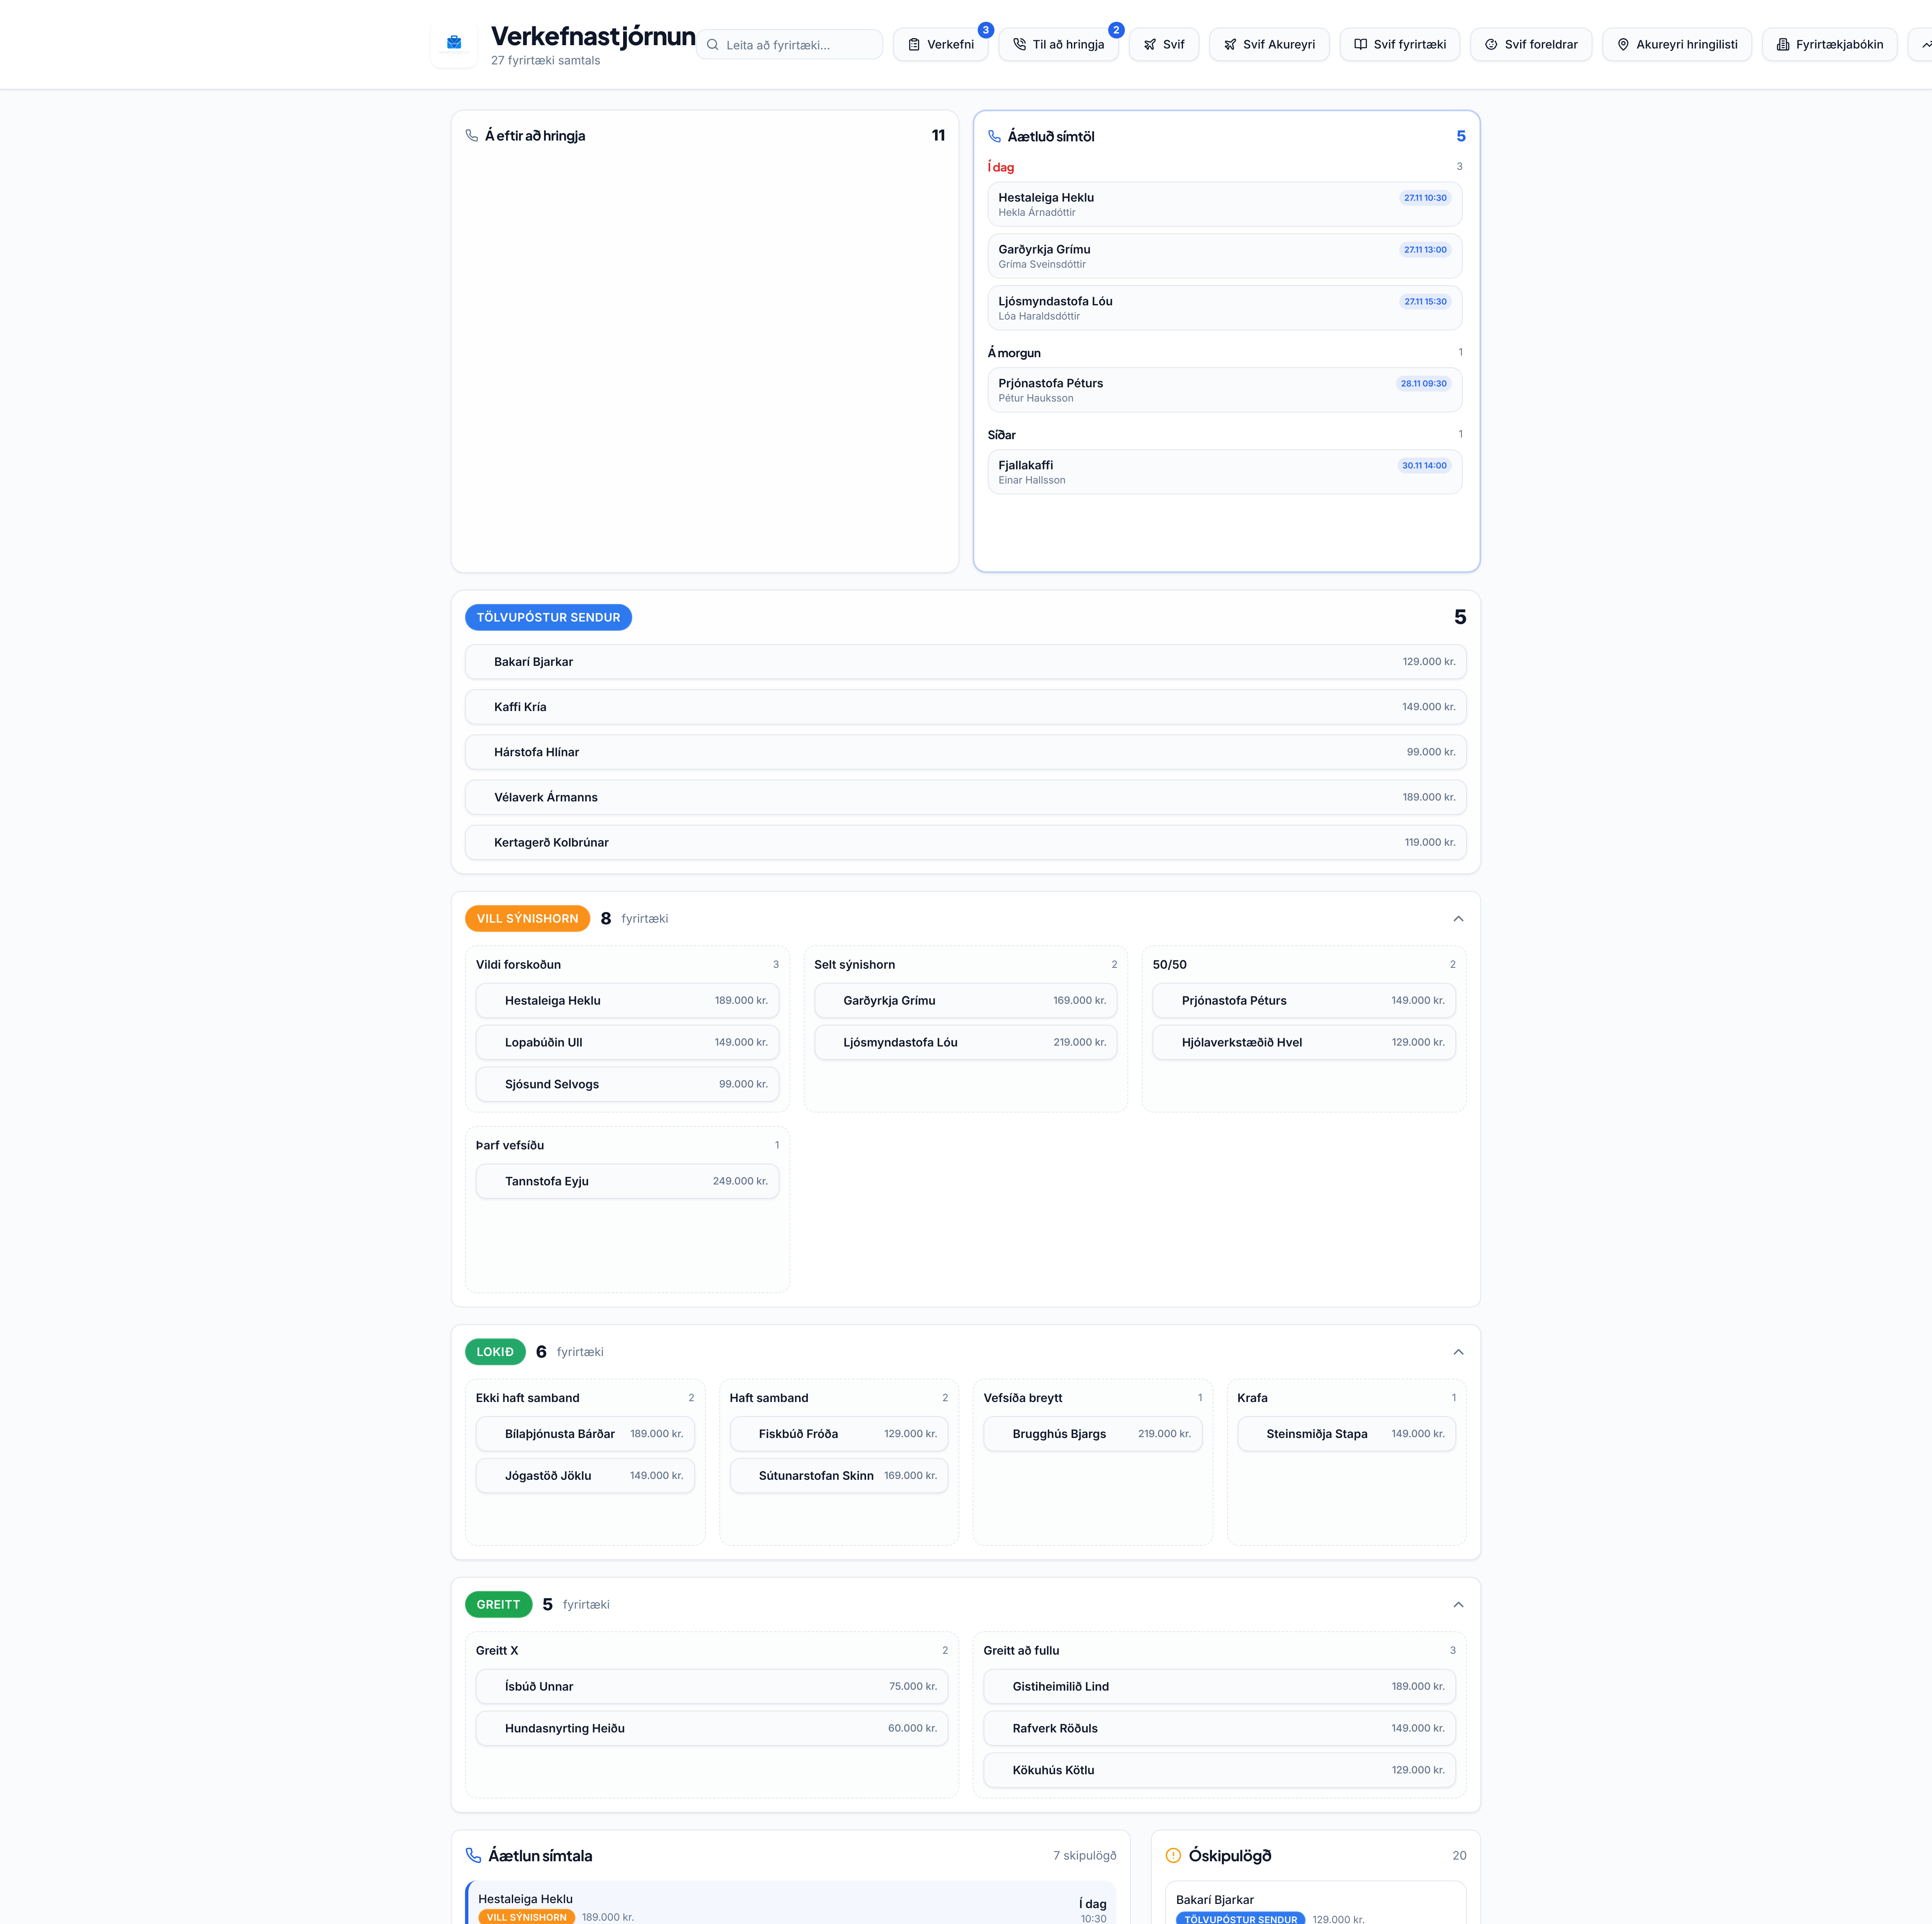 Verkefnastjórnun
27 fyrirtæki samtals
Leita að fyrirtæki...
Verkefni
3
Til að hringja
2
Svif
Svif Akureyri
Svif fyrirtæki
Svif foreldrar
Akureyri hringilisti
Fyrirtækjabókin
Á eftir að hringja
11
Áætluð símtöl
5
Í dag
3
Hestaleiga Heklu
27.11 10:30
Hekla Árnadóttir
Garðyrkja Grímu
27.11 13:00
Gríma Sveinsdóttir
Ljósmyndastofa Lóu
27.11 15:30
Lóa Haraldsdóttir
Á morgun
1
Prjónastofa Péturs
28.11 09:30
Pétur Hauksson
Síðar
1
Fjallakaffi
30.11 14:00
Einar Hallsson
TÖLVUPÓSTUR SENDUR
5
Bakarí Bjarkar
129.000 kr.
Kaffi Kría
149.000 kr.
Hárstofa Hlínar
99.000 kr.
Vélaverk Ármanns
189.000 kr.
Kertagerð Kolbrúnar
119.000 kr.
VILL SÝNISHORN
8 fyrirtæki
Vildi forskoðun
3
Hestaleiga Heklu
189.000 kr.
Lopabúðin Ull
149.000 kr.
Sjósund Selvogs
99.000 kr.
Selt sýnishorn
2
Garðyrkja Grímu
169.000 kr.
Ljósmyndastofa Lóu
219.000 kr.
50/50
2
Prjónastofa Péturs
149.000 kr.
Hjólaverkstæðið Hvel
129.000 kr.
Þarf vefsíðu
1
Tannstofa Eyju
249.000 kr.
LOKIÐ
6 fyrirtæki
Ekki haft samband
2
Bílaþjónusta Bárðar
189.000 kr.
Jógastöð Jöklu
149.000 kr.
Haft samband
2
Fiskbúð Fróða
129.000 kr.
Sútunarstofan Skinn
169.000 kr.
Vefsíða breytt
1
Brugghús Bjargs
219.000 kr.
Krafa
1
Steinsmiðja Stapa
149.000 kr.
GREITT
5 fyrirtæki
Greitt X
2
Ísbúð Unnar
75.000 kr.
Hundasnyrting Heiðu
60.000 kr.
Greitt að fullu
3
Gistiheimilið Lind
189.000 kr.
Rafverk Röðuls
149.000 kr.
Kökuhús Kötlu
129.000 kr.
Áætlun símtala
7 skipulögð
Hestaleiga Heklu
VILL SÝNISHORN
189.000 kr.
Í dag
10:30
Óskipulögð
20
Bakarí Bjarkar
TÖLVUPÓSTUR SENDUR
129.000 kr.